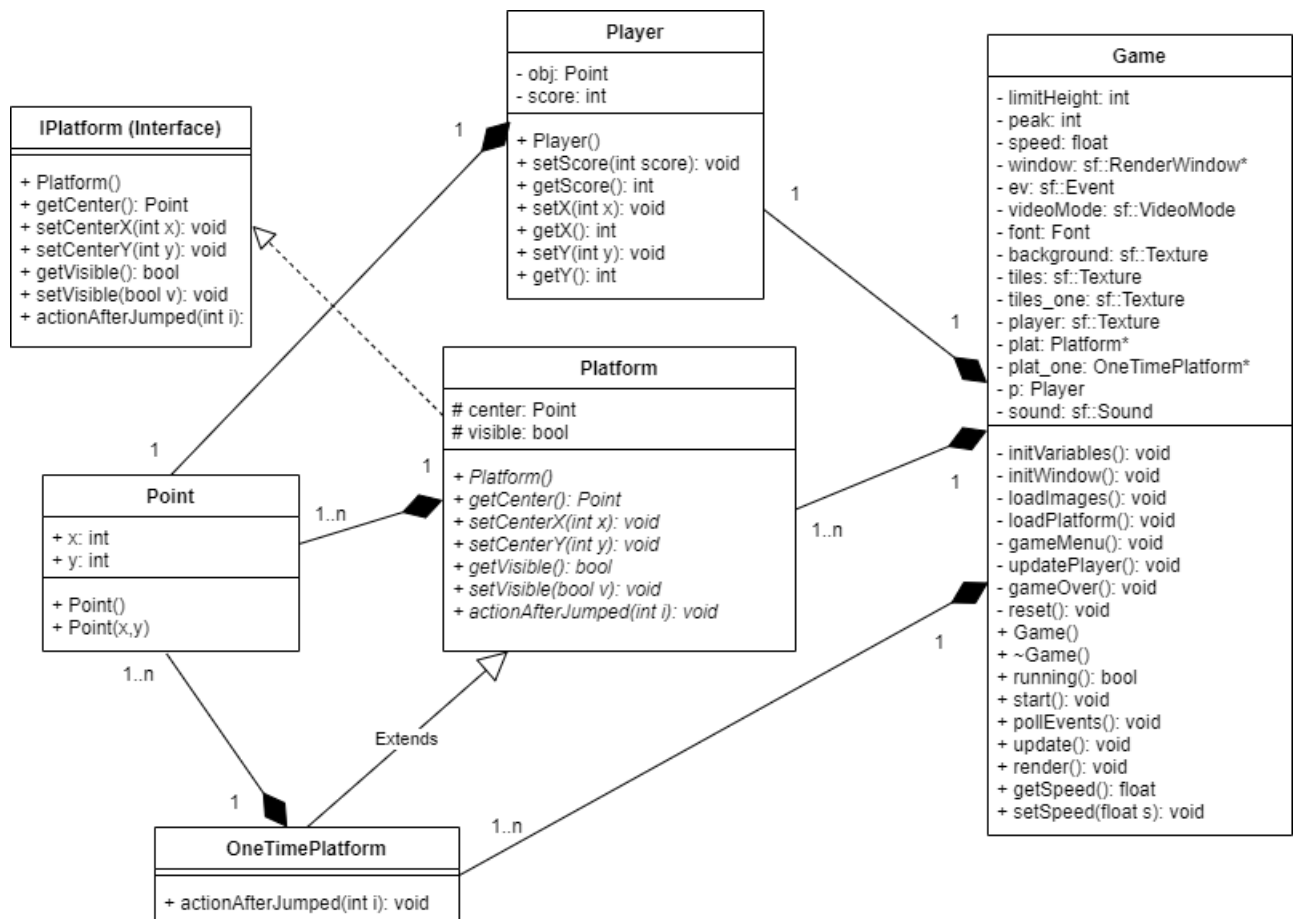 Player
- obj: Point
- score: int
+ Player()
+ setScore(int score): void
+ getScore(): int
+ setX(int x): void
+ getX(): int
+ setY(int y): void
+ getY(): int
Game
- limitHeight: int
- peak: int
- speed: float
- window: sf::RenderWindow*
- ev: sf::Event
- videoMode: sf::VideoMode
- font: Font
- background: sf::Texture
- tiles: sf::Texture
- tiles_one: sf::Texture
- player: sf::Texture
- plat: Platform*
- plat_one: OneTimePlatform*
- p: Player
- sound: sf::Sound
- initVariables(): void
- initWindow(): void
- loadImages(): void
- loadPlatform(): void
- gameMenu(): void
- updatePlayer(): void
- gameOver(): void
- reset(): void
+ Game()
+ ~Game()
+ running(): bool
+ start(): void
+ pollEvents(): void
+ update(): void
+ render(): void
+ getSpeed(): float
+ setSpeed(float s): void
IPlatform (Interface)
+ Platform()
+ getCenter(): Point
+ setCenterX(int x): void
+ setCenterY(int y): void
+ getVisible(): bool
+ setVisible(bool v): void
+ actionAfterJumped(int i):
1
1
1
1
Platform
# center: Point
# visible: bool
+ Platform()
+ getCenter(): Point
+ setCenterX(int x): void
+ setCenterY(int y): void
+ getVisible(): bool
+ setVisible(bool v): void
+ actionAfterJumped(int i): void
1
1..n
1
1..n
Point
+ x: int
+ y: int
+ Point()
+ Point(x,y)
1..n
Extends
1
1
1..n
OneTimePlatform
+ actionAfterJumped(int i): void